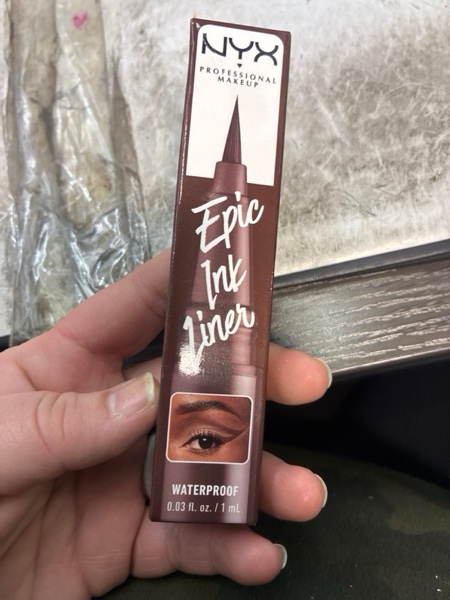 NYX
PROFESSIONAL
MAKEUP
Epic
Ink
Liner
WATERPROOF
0.03 fl. oz. / 1 mL